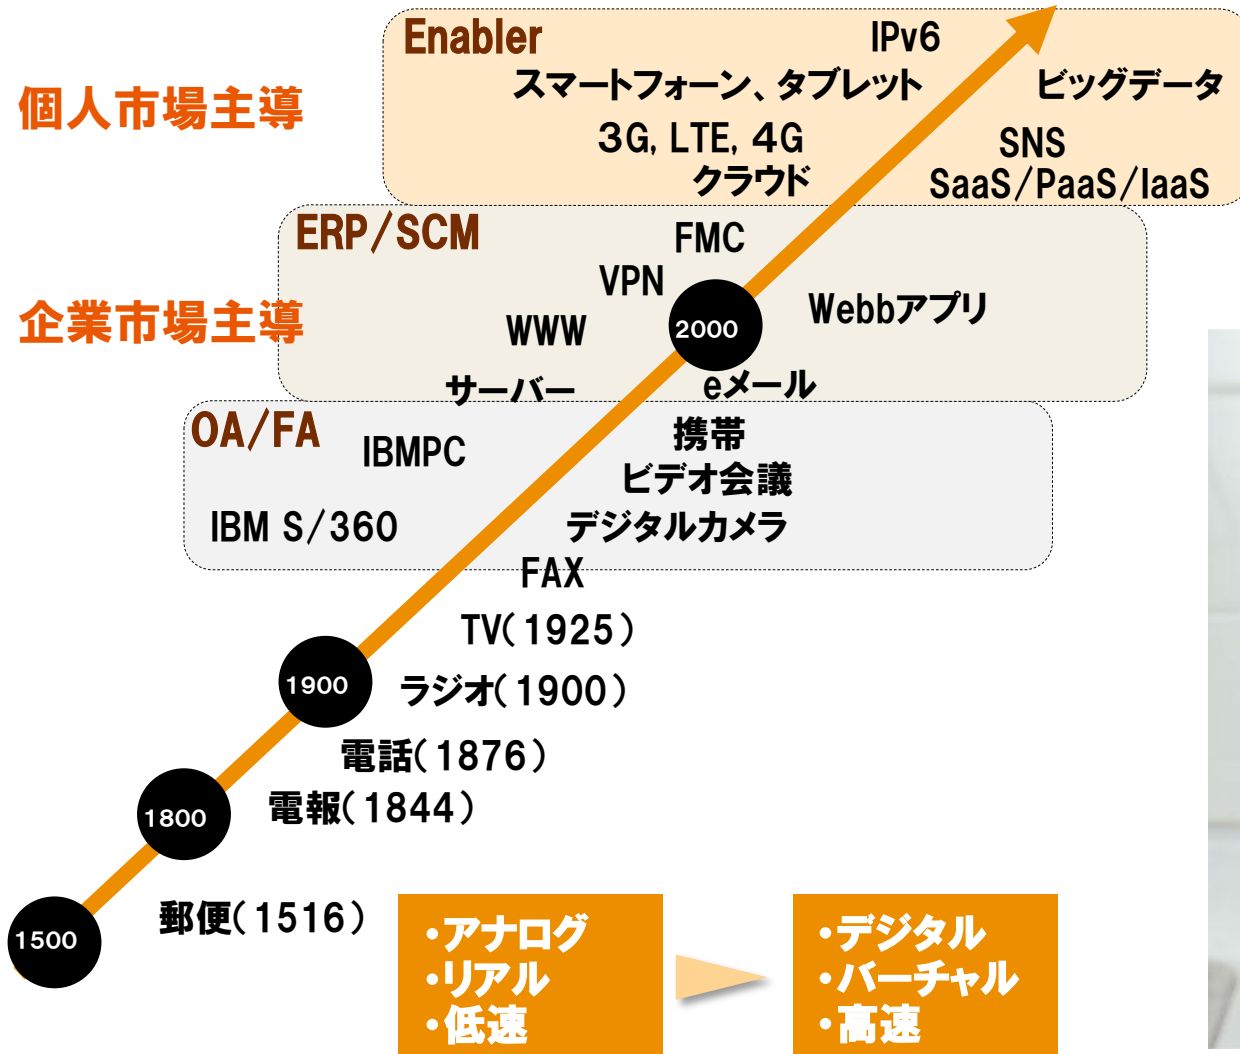 Enabler
IPv6
スマートフォーン、タブレット
ビッグデータ
個人市場主導
3G, LTE, 4G
SNS
クラウド
SaaS/PaaS/IaaS
ERP/SCM
FMC
VPN
企業市場主導
Webbアプリ
WWW
2000
サーバー
eメール
OA/FA
携帯
IBMPC
ビデオ会議
IBM S/360
デジタルカメラ
FAX
TV(1925)
1900
ラジオ(1900)
電話(1876)
1800
電報(1844)
郵便(1516)
1500
・アナログ
・リアル
・低速
・デジタル
・バーチャル
・高速